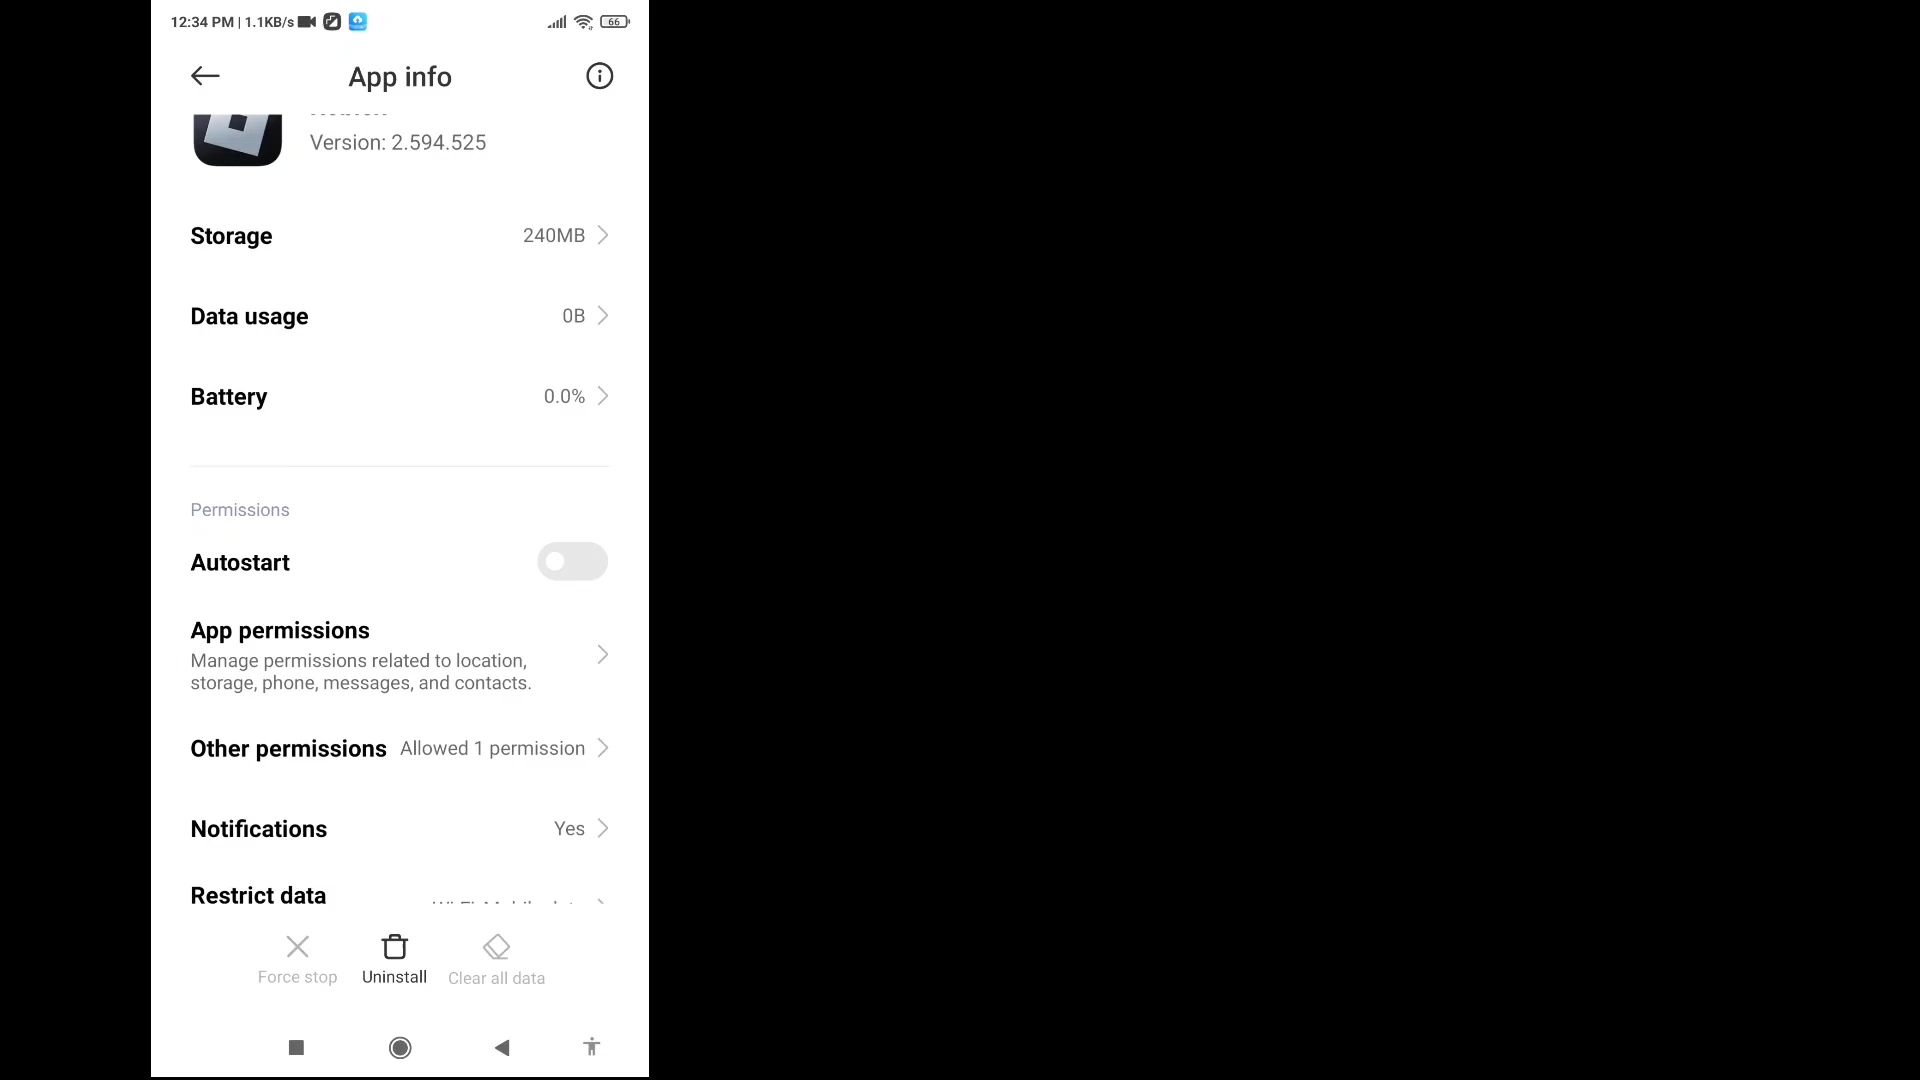 12:34 PM | 1.1KB/s 66
App info
Version: 2.594.525
Storage 240MB
Data usage 0B
Battery 0.0%
Permissions
Autostart
App permissions
Manage permissions related to location,
storage, phone, messages, and contacts.
Other permissions Allowed 1 permission
Notifications Yes
Restrict data
Force stop Uninstall Clear all data